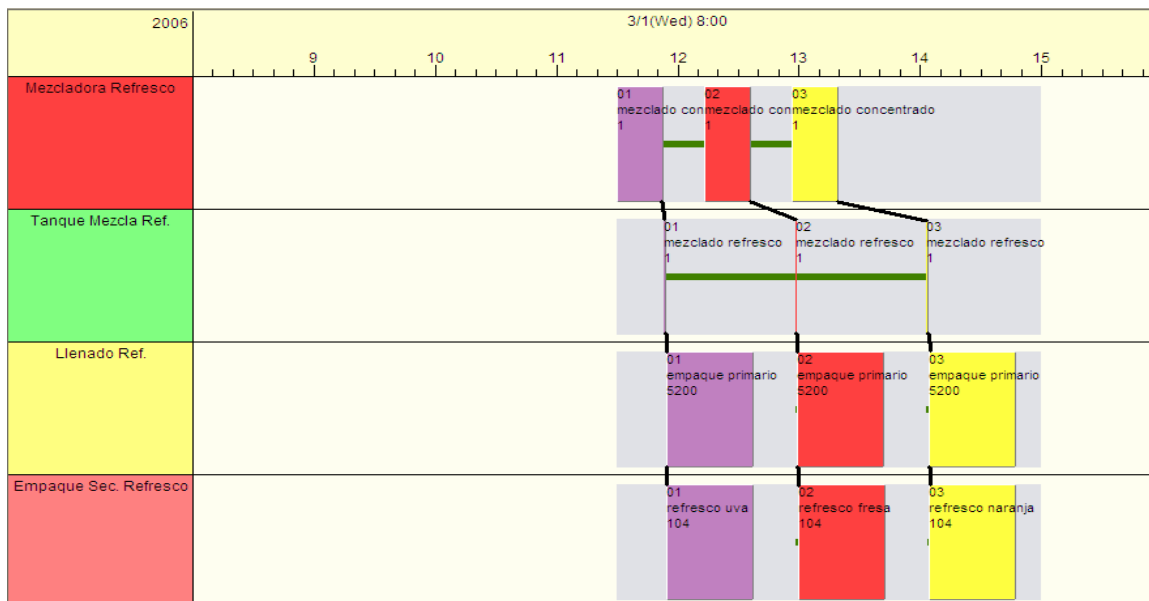 2006
3/1(Wed) 8:00
9 10 11 12 13 14 15
Mezcladora Refresco
01 02 03
mezclado con mezclado con mezclado concentrado
1 1 1
Tanque Mezcla Ref.
01 02 03
mezclado refresco mezclado refresco mezclado refresco
1 1 1
Llenado Ref.
01 02 03
empaque primario empaque primario empaque primario
5200 5200 5200
Empaque Sec. Refresco
01 02 03
refresco uva refresco fresa refresco naranja
104 104 104